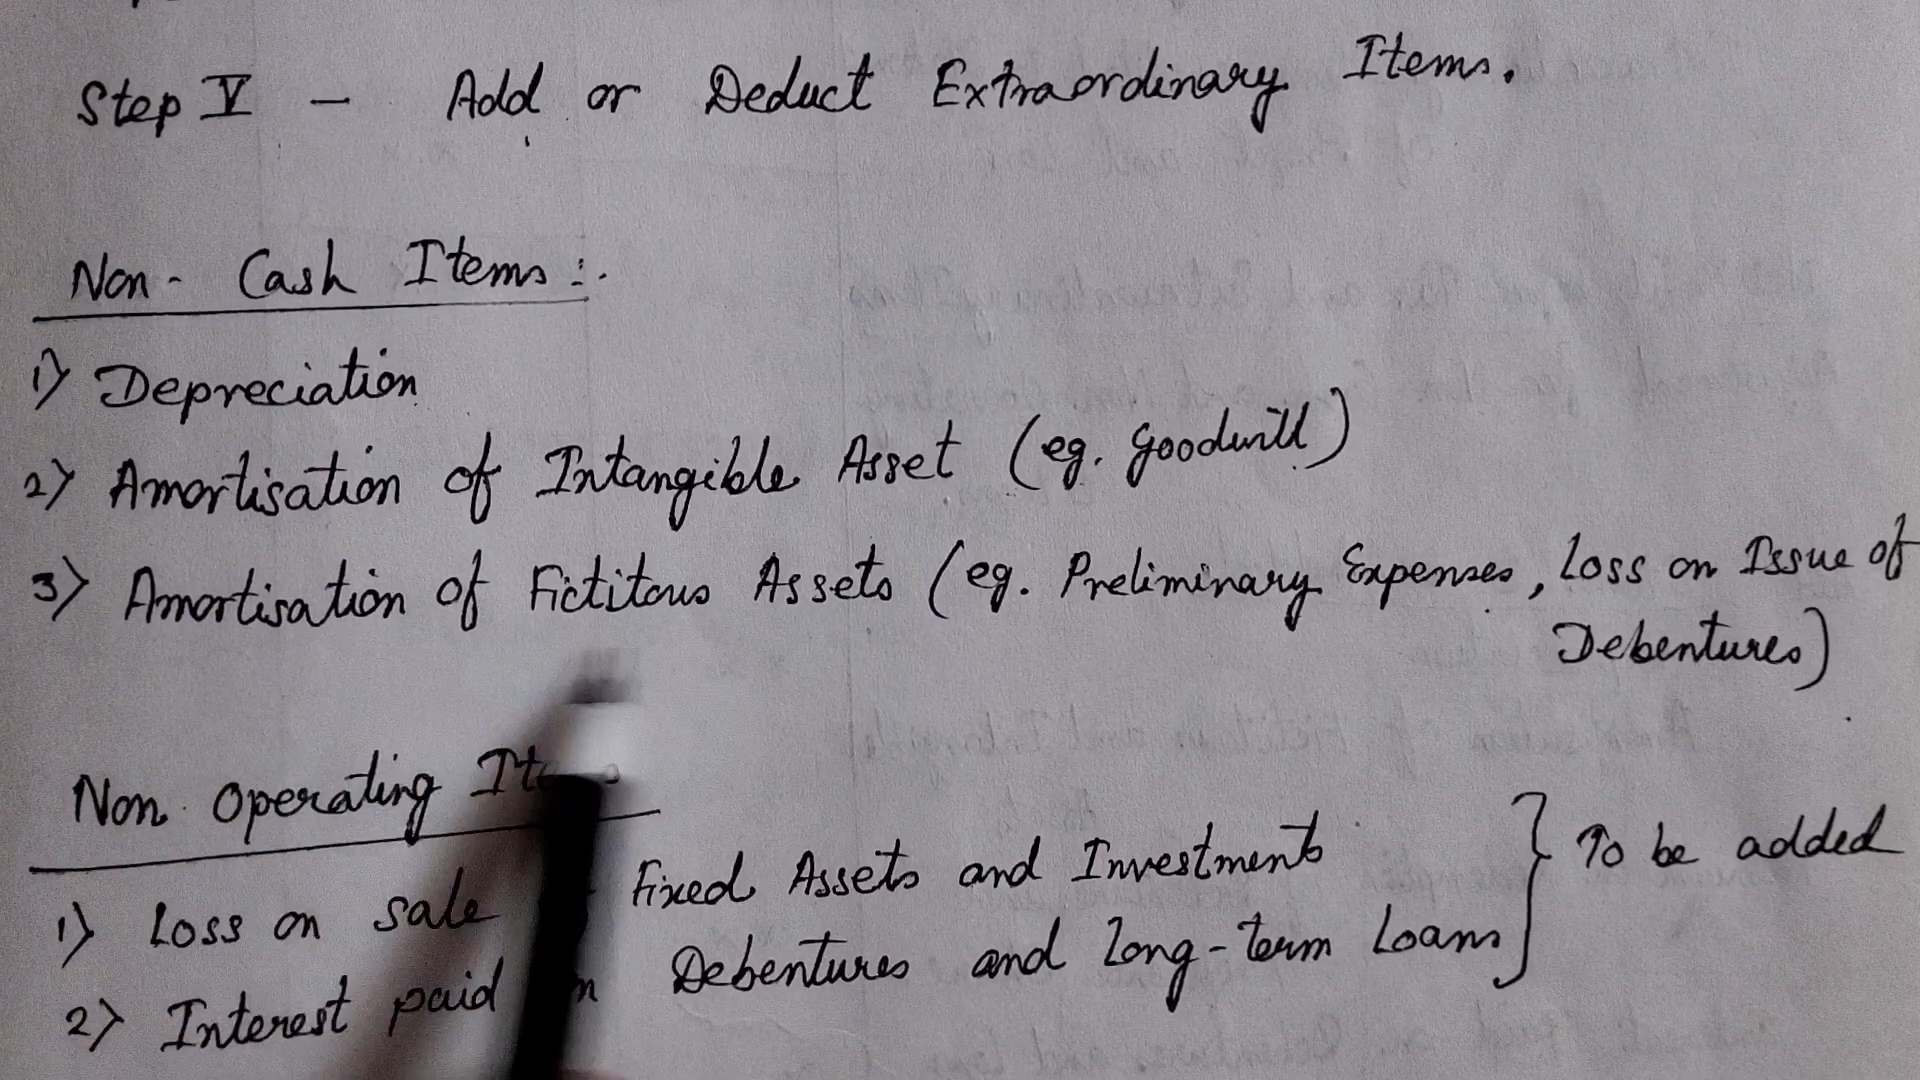 Step V - Add or Deduct Extraordinary Items.
Non- Cash Items :-
1) Depreciation
2) Amortisation of Intangible Asset (eg. Goodwill)
3) Amortisation of Fictitous Assets (eg. Preliminary Expenses, Loss on Issue of
Debentures)
Non Operating
1) Loss on sale Fixed Assets and Investments
2) Interest paid Debentures and Long-term Loans
} To be added